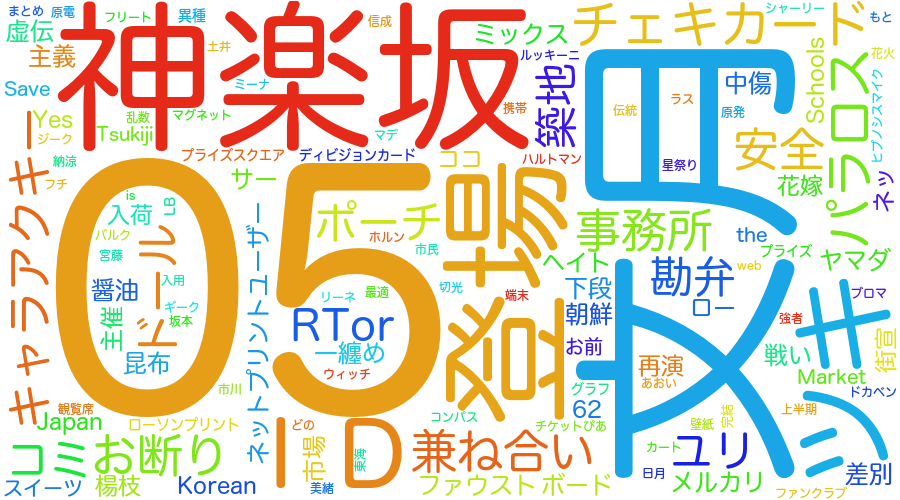 まとめ
原電
フリート
異種
虚伝
主義
土井
信成
神楽坂
ミックス
ルッキーニ
チェキカード
シャーリー
もと
花火
Save
ミーナ
乱数
マグネット
マデ
携帯
築地
中傷
原発
伝統
ラス
Schools
パラロス
ヒプノシスマイク
Yes
ジーク
Tsukiji
納涼
フチ
プライズスクエア
ディビジョンカード
ココ
ハルトマン
星祭り
安全
花嫁
ネッ
キャラアクキー
is
LB
入荷
バルク
宮藤
ドール
サー
05
ポーチ
ホルン
市民
登場
事務所
the
ヤマダ
ヘイト
プライズ
web
勘弁
醤油
入用
ギーク
坂本
主催
昆布
ネットプリントユーザー
リーネ
最適
切光
端末
RTor
一纏め
ウィッチ
下段
朝鮮
ロー
ブロマ
強者
お前
再演
あおい
戦い
街宣
Market
ドカベン
ツキ
観覧席
市川
Japan
ローソンプリント
ID
どの
市場
東海
美緒
コンパス
チケットぴあ
グラフ
62
壁紙
完結
上半期
コミ
お断り
兼ね合い
カート
ユリ
日月
メルカリ
差別
スイーツ
楊枝
Korean
ファウスト
ボード
ファンクラブ